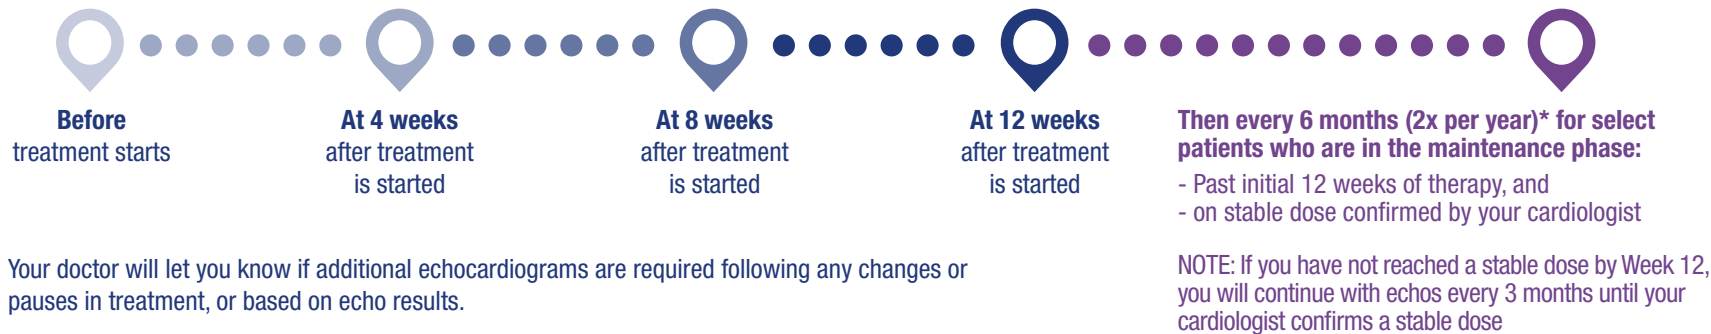 Before
treatment starts
At 4 weeks
after treatment
is started
At 8 weeks
after treatment
is started
At 12 weeks
after treatment
is started
Then every 6 months (2x per year)* for select
patients who are in the maintenance phase:
- Past initial 12 weeks of therapy, and
- on stable dose confirmed by your cardiologist
Your doctor will let you know if additional echocardiograms are required following any changes or
pauses in treatment, or based on echo results.
NOTE: If you have not reached a stable dose by Week 12,
you will continue with echos every 3 months until your
cardiologist confirms a stable dose